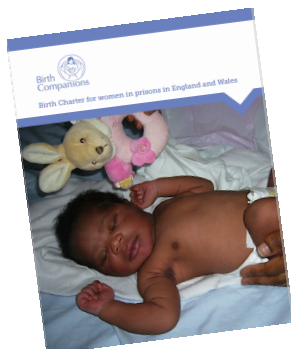 Birth
Companions
Birth Charter for women in prisons in England and Wales